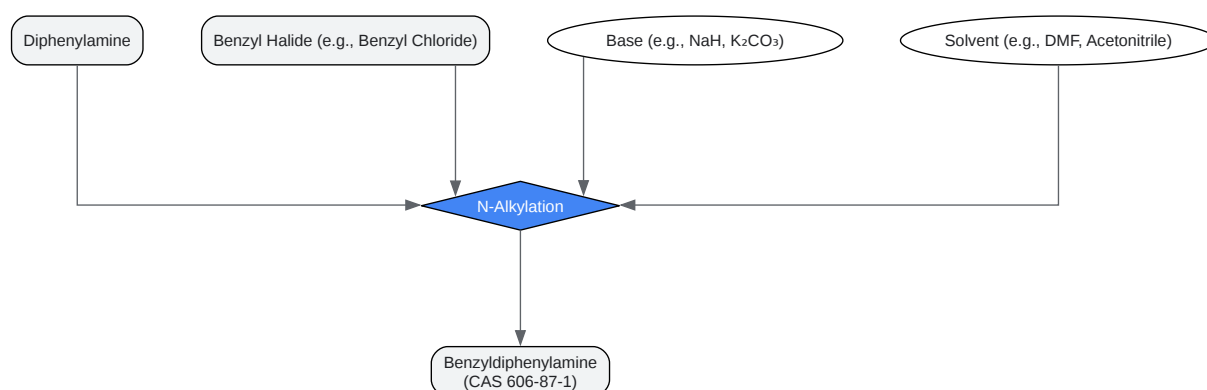 Diphenylamine
Benzyl Halide (e.g., Benzyl Chloride)
Base (e.g., NaH, K₂CO₃)
Solvent (e.g., DMF, Acetonitrile)
N-Alkylation
Benzyldiphenylamine
(CAS 606-87-1)